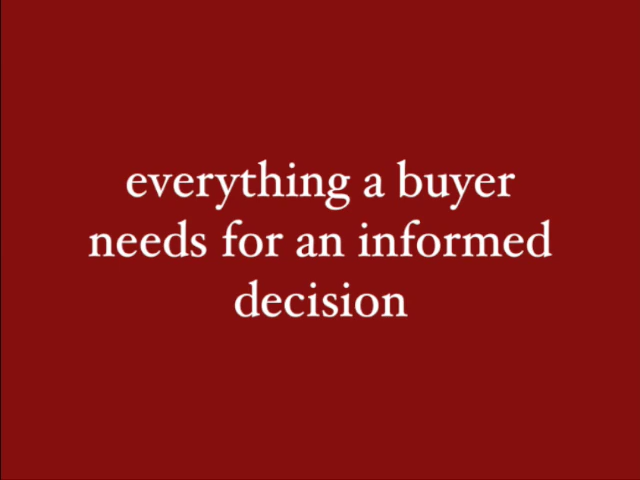 everything a buyer
needs for an informed
decision